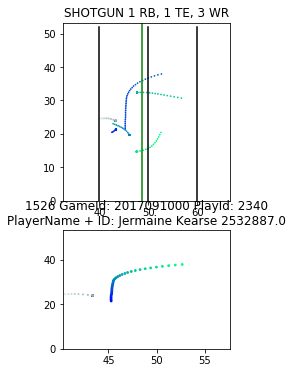 SHOTGUN 1 RB, 1 TE, 3 WR
50
40
30
20
10
0
40 50 60
1526 GameId: 2017091000 PlayId: 2340
PlayerName + ID: Jermaine Kearse 2532887.0
40
20
0
45 50 55